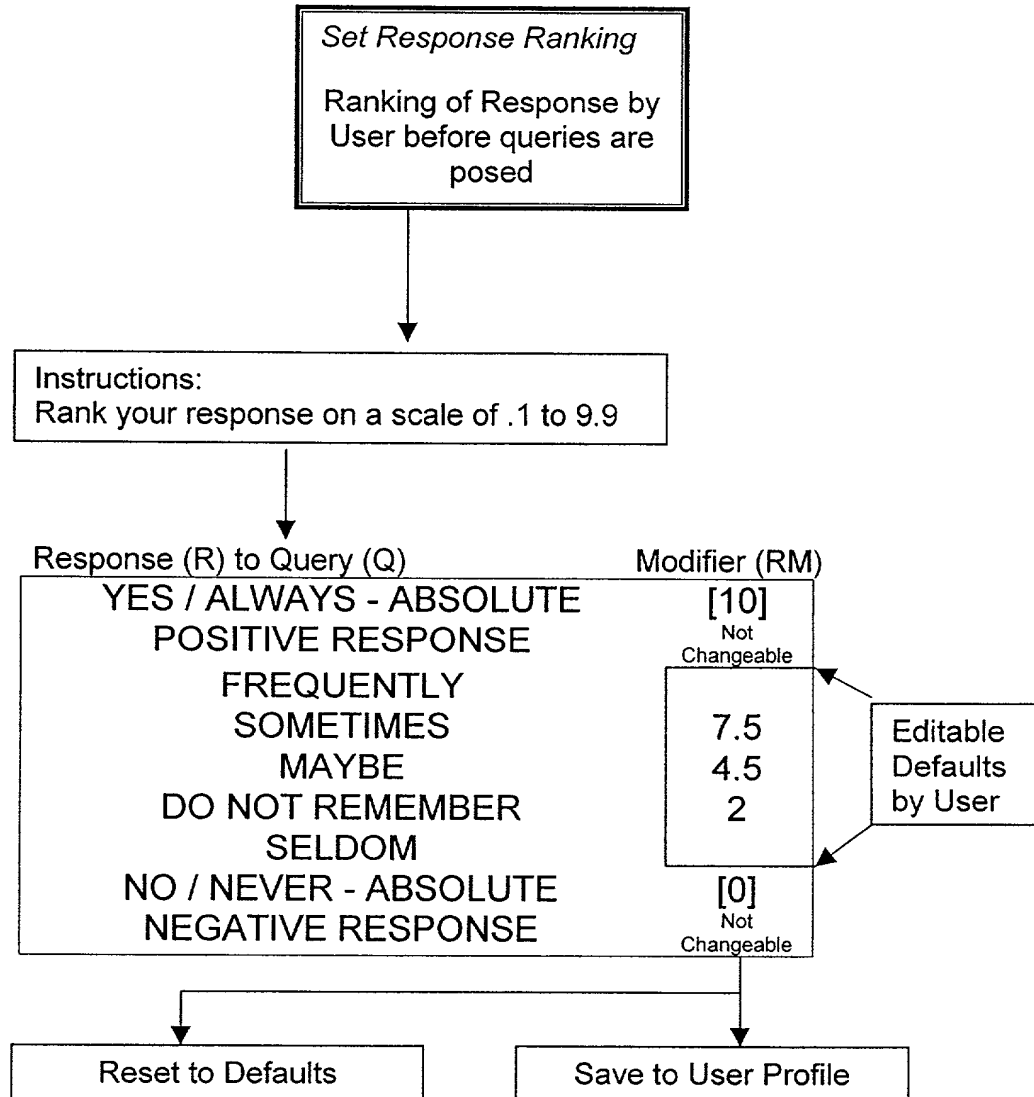 Set Response Ranking
Ranking of Response by
User before queries are
posed
Instructions:
Rank your response on a scale of .1 to 9.9
Response (R) to Query (Q)
Modifier (RM)
YES / ALWAYS - ABSOLUTE
POSITIVE RESPONSE
[10]
Not
Changeable
FREQUENTLY
SOMETIMES
7.5
MAYBE
4.5
DO NOT REMEMBER
2
SELDOM
NO / NEVER - ABSOLUTE
NEGATIVE RESPONSE
[0]
Not
Changeable
Editable
Defaults
by User
Reset to Defaults
Save to User Profile